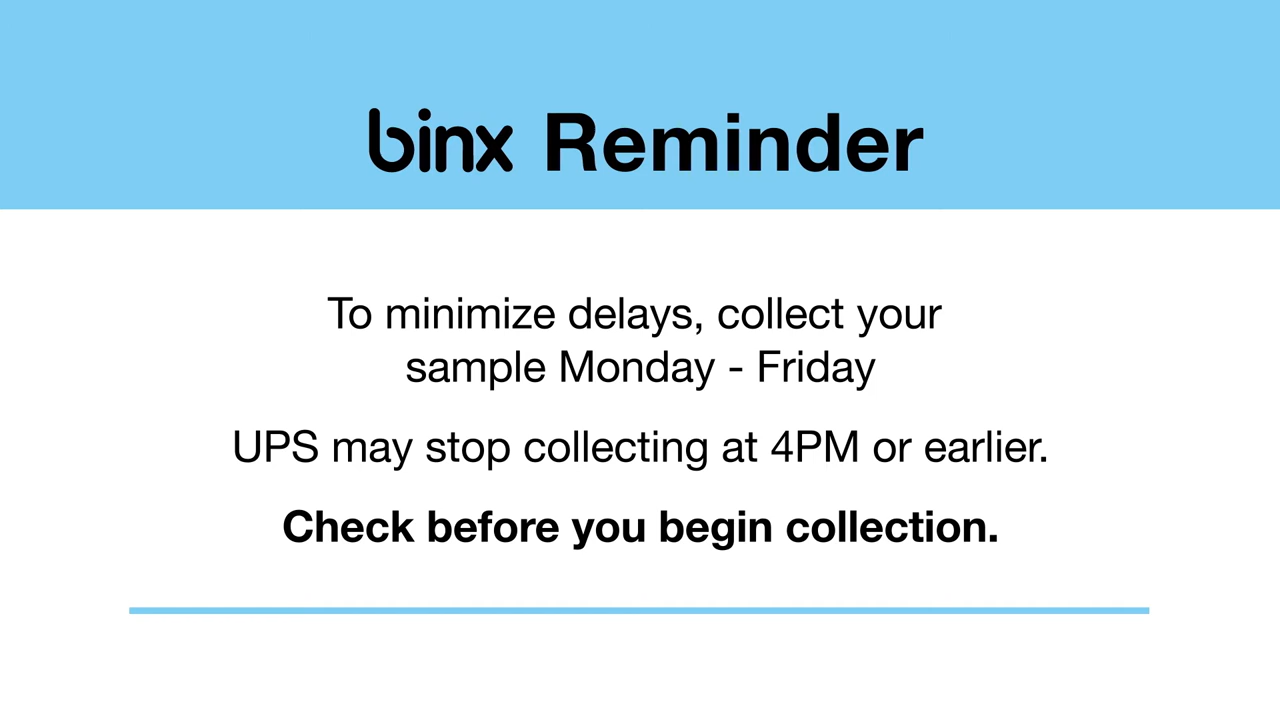 binx Reminder
To minimize delays, collect your
sample Monday - Friday
UPS may stop collecting at 4PM or earlier.
Check before you begin collection.